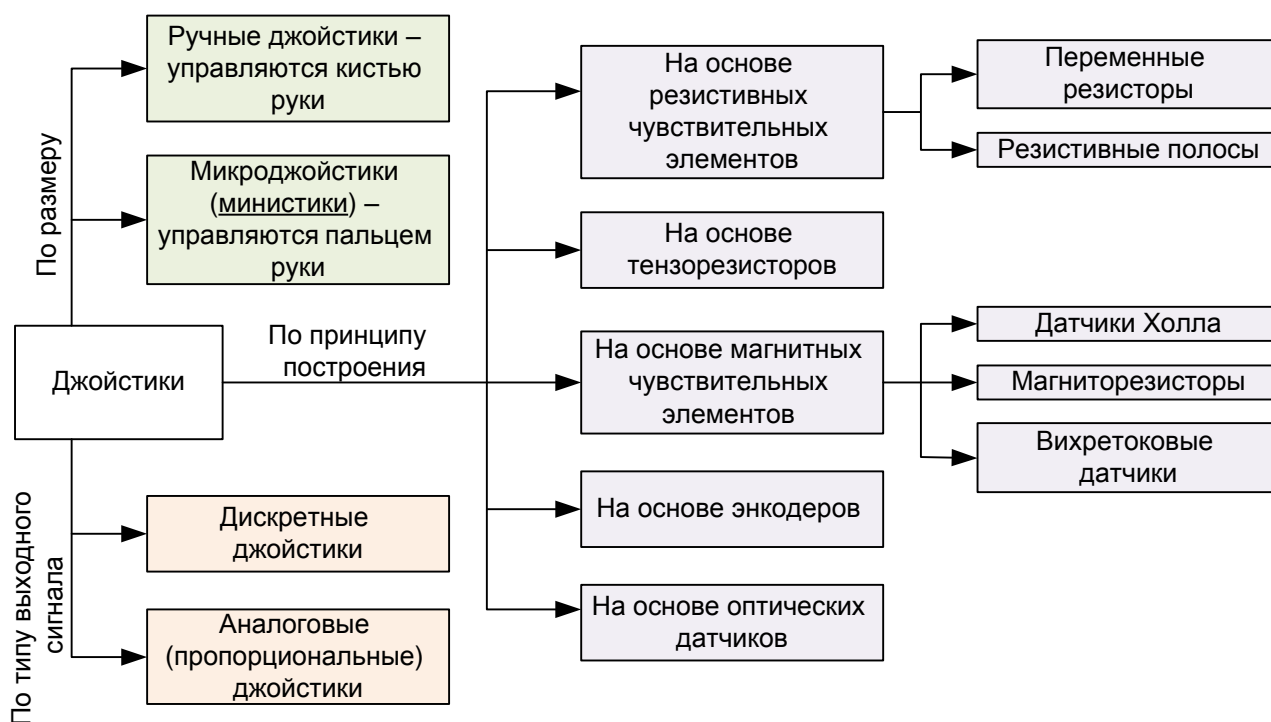 Ручные джойстики –
управляются кистью
руки
Микроджойстики
(министики) –
управляются пальцем
руки
По размеру
Джойстики
По принципу
построения
По типу выходного
сигнала
Дискретные
джойстики
Аналоговые
(пропорциональные)
джойстики
На основе
резистивных
чувствительных
элементов
Переменные
резисторы
Резистивные полосы
На основе
тензорезисторов
На основе магнитных
чувствительных
элементов
Датчики Холла
Магниторезисторы
Вихретоковые
датчики
На основе энкодеров
На основе оптических
датчиков